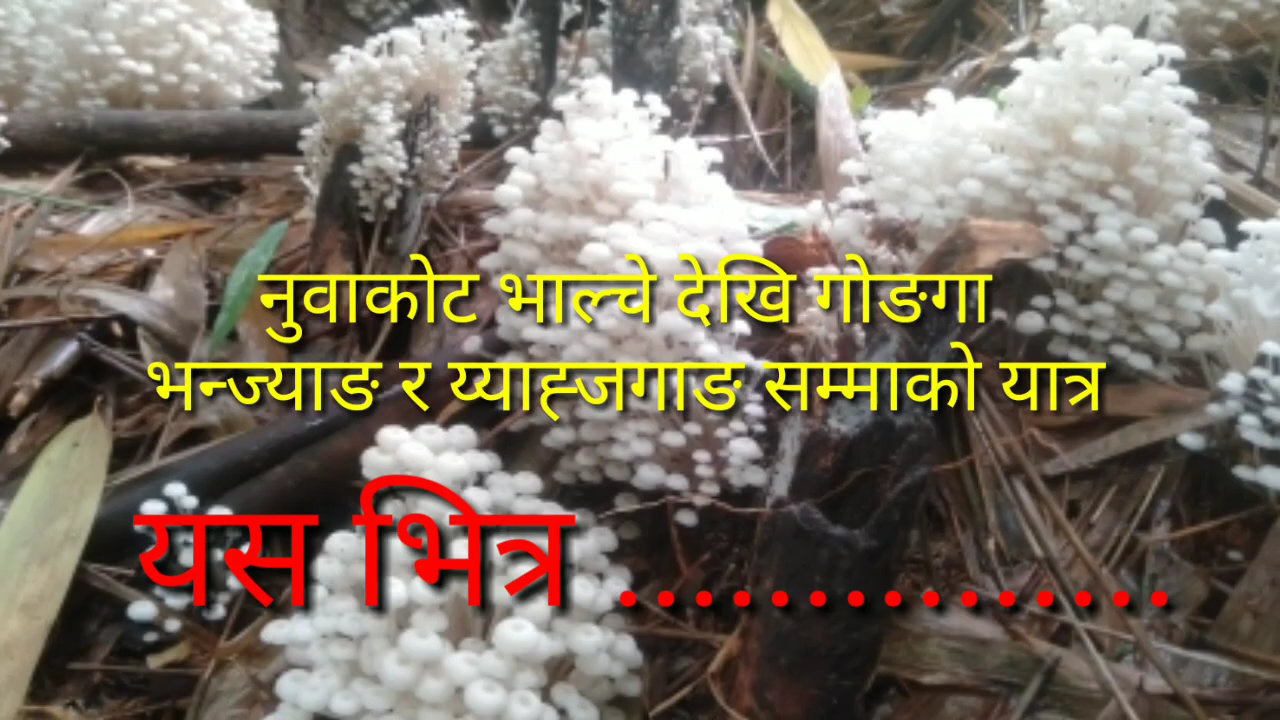 नुवाकोट भाल्चे देखि गोङगा
भन्ज्याङ र य्याह्जगाङ सम्माको यात्र
यस भित्र ...............